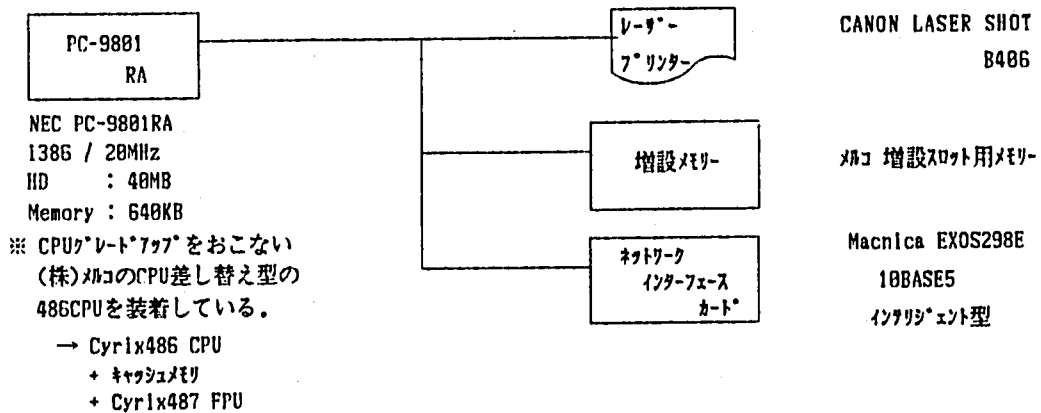 PC-9801
RA
NEC PC-9801RA
i386 / 20MHz
HD : 40MB
Memory : 640KB
※ CPUｸﾞﾚｰﾄﾞｱｯﾌﾟをおこない
(株)ﾒﾙｺのCPU差し替え型の
486CPUを装着している.
→ Cyrix486 CPU
+ ｷｬｯｼｭﾒﾓﾘ
+ Cyrix487 FPU
ﾚｰｻﾞｰ
ﾌﾟﾘﾝﾀｰ
CANON LASER SHOT
B406
増設ﾒﾓﾘｰ
ﾒﾙｺ 増設ｽﾛｯﾄ用ﾒﾓﾘｰ
ﾈｯﾄﾜｰｸ
ｲﾝﾀｰﾌｪｰｽ
ｶｰﾄﾞ
Macnica EXOS298E
10BASE5
ｲﾝﾃﾘｼﾞｪﾝﾄ型